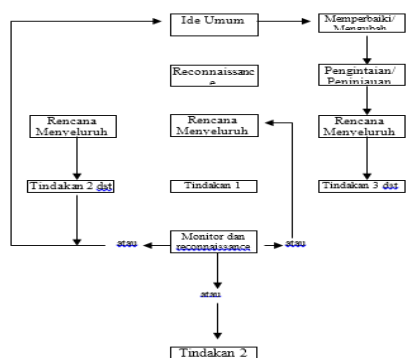 Ide Umum
Memperbaiki/
Mengubah
Reconnaissanc
e
Pengintaian/
Peninjauan
Rencana
Menyeluruh
Rencana
Menyeluruh
Rencana
Menyeluruh
Tindakan 2 dst
Tindakan 1
Tindakan 3 dst
atau
Monitor dan
reconnaissance
atau
atau
Tindakan 2